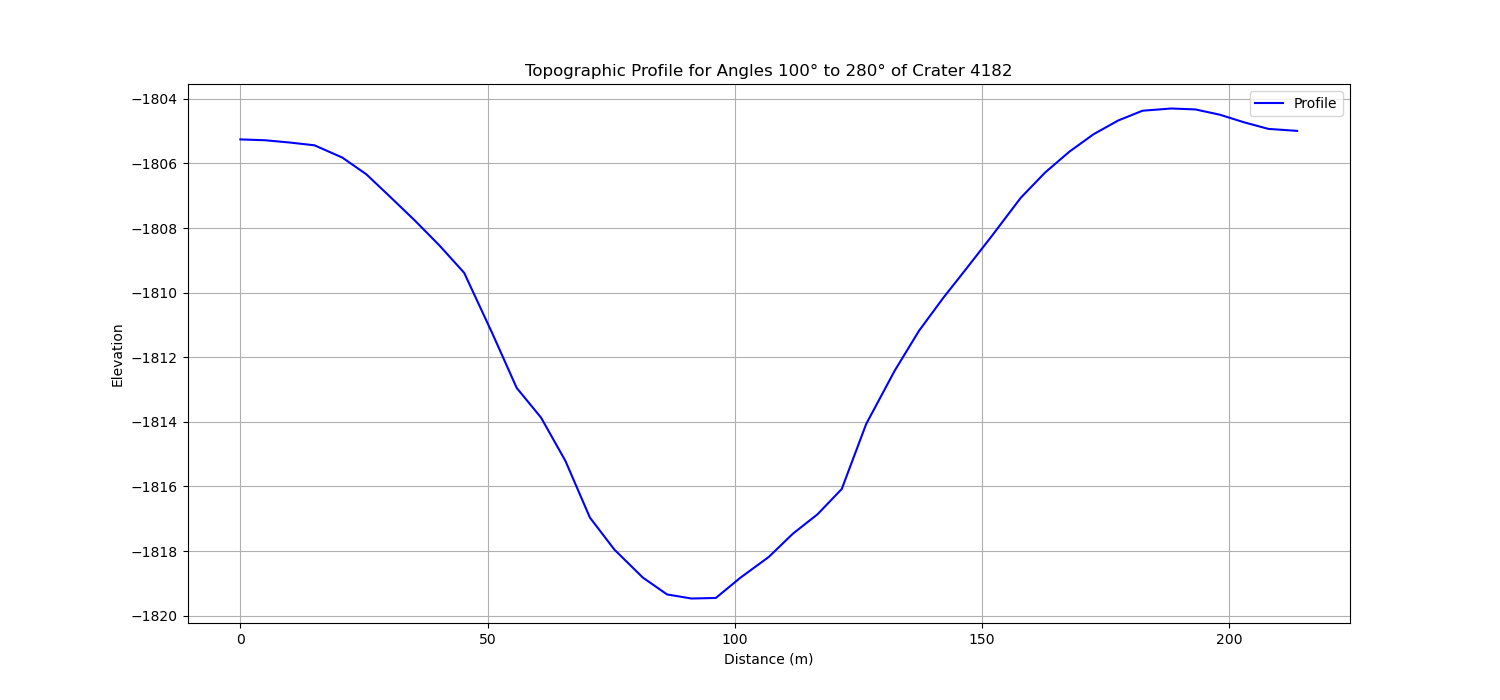 Topographic Profile for Angles 100° to 280° of Crater 4182
Profile
−1804
−1806
−1808
−1810
−1812
−1814
−1816
−1818
−1820
Elevation
0 50 100 150 200
Distance (m)